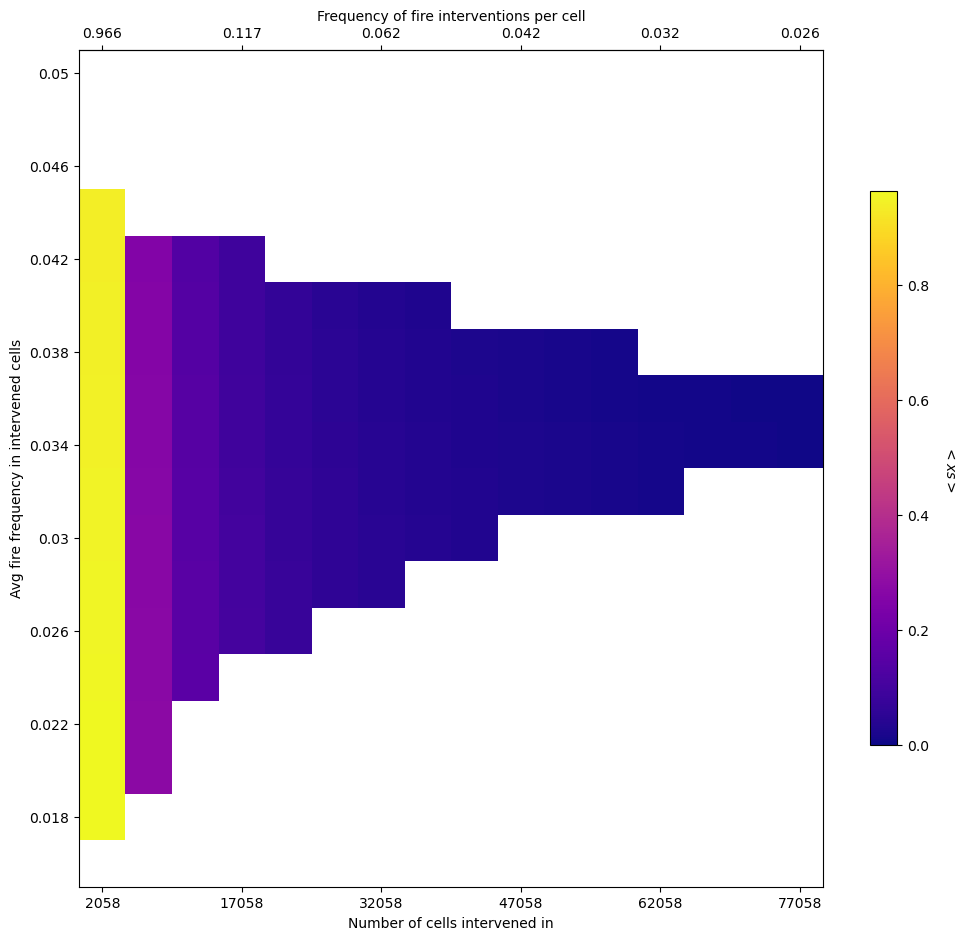 Frequency of fire interventions per cell
0.966 0.117 0.062 0.042 0.032 0.026
0.05
0.046
0.042
0.038
0.034
0.03
0.026
0.022
0.018
Avg fire frequency in intervened cells
2058 17058 32058 47058 62058 77058
Number of cells intervened in
0.8
0.6
0.4
0.2
0.0
< xs >